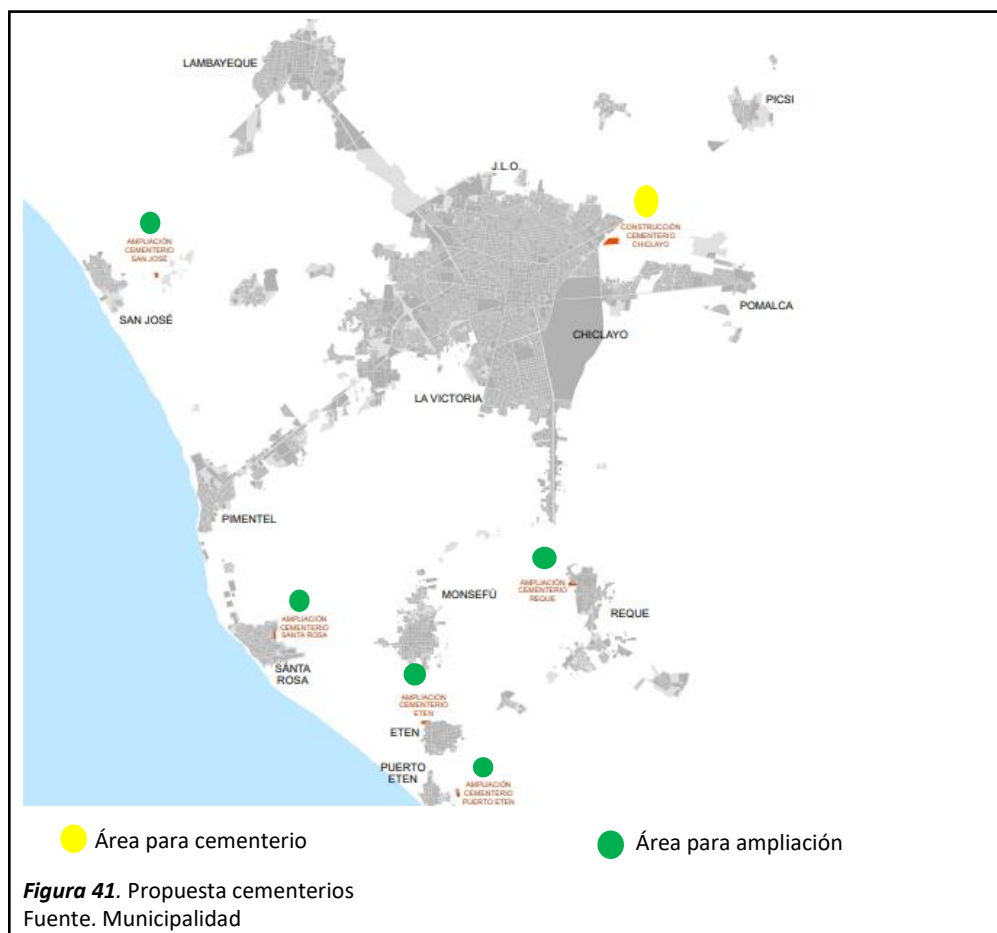 LAMBAYEQUE
PICSI
J.L.O.
CONSTRUCCIÓN
CEMENTERIO
CHICLAYO
AMPLIACIÓN
CEMENTERIO
SAN JOSÉ
POMALCA
SAN JOSÉ
CHICLAYO
LA VICTORIA
PIMENTEL
AMPLIACIÓN
CEMENTERIO
REQUE
MONSEFÚ
REQUE
AMPLIACIÓN
CEMENTERIO
SANTA ROSA
SANTA
ROSA
AMPLIACIÓN
CEMENTERIO
ETEN
ETEN
PUERTO
ETEN
AMPLIACIÓN
CEMENTERIO
PUERTO ETEN
Área para cementerio
Área para ampliación
Figura 41. Propuesta cementerios
Fuente. Municipalidad